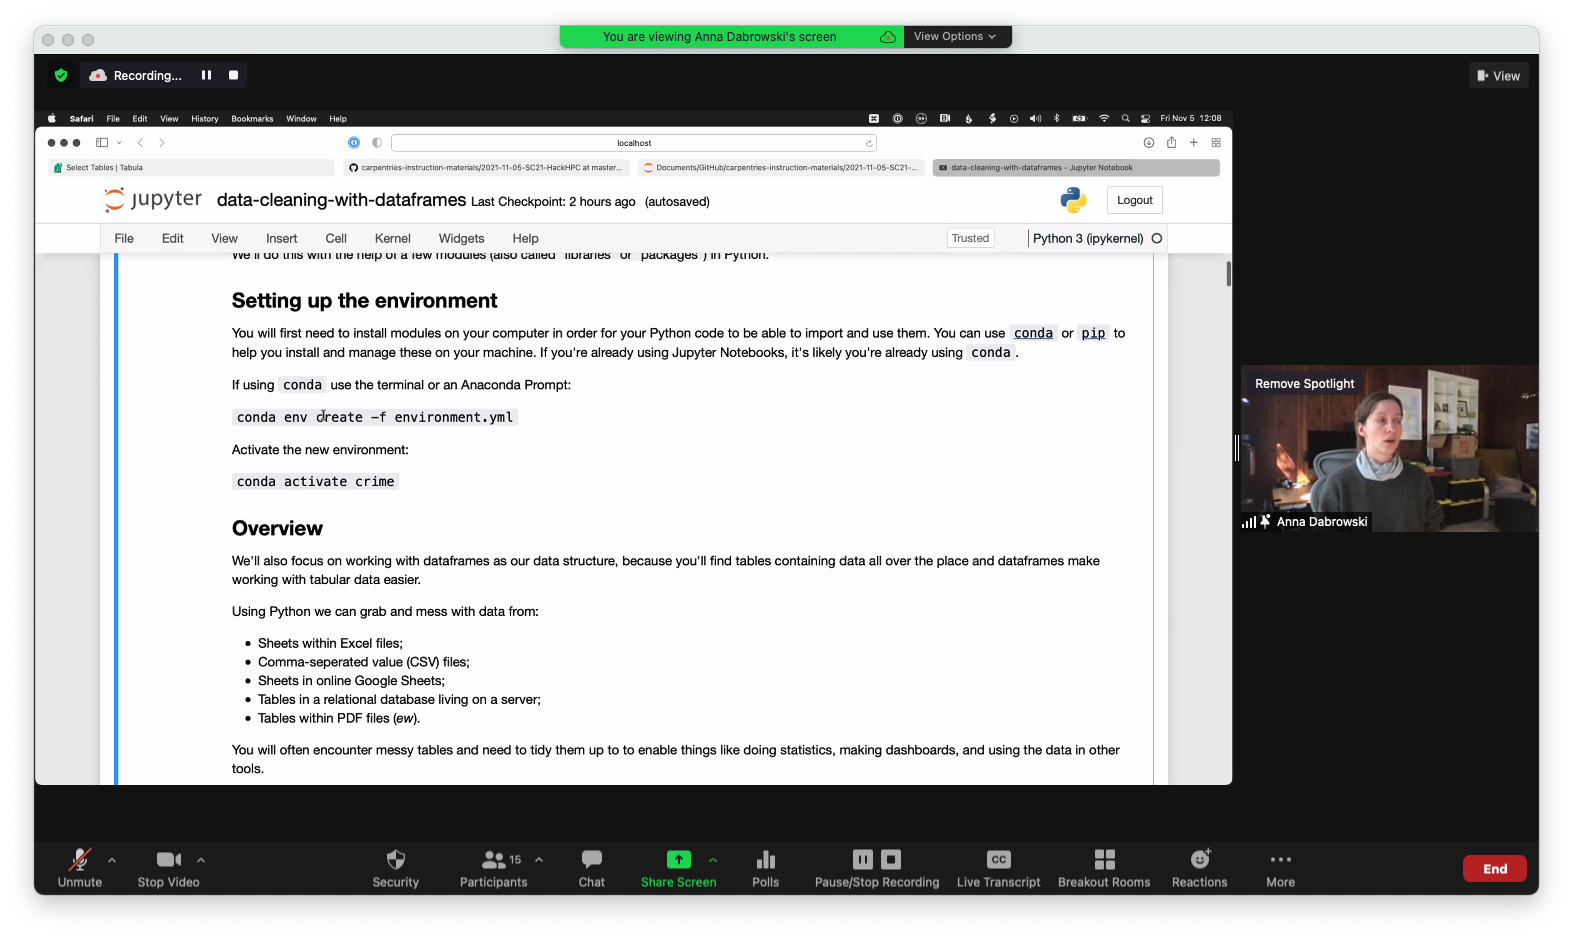 You are viewing Anna Dabrowski's screen
View Options
Recording...
View
Safari File Edit View History Bookmarks Window Help
Fri Nov 5 12:08
localhost
Select Tables | Tabula
carpentries-instruction-materials/2021-11-05-SC21-HackHPC at master...
Documents/GitHub/carpentries-instruction-materials/2021-11-05-SC21-...
data-cleaning-with-dataframes - Jupyter Notebook
jupyter data-cleaning-with-dataframes Last Checkpoint: 2 hours ago (autosaved)
Logout
File Edit View Insert Cell Kernel Widgets Help
Trusted
Python 3 (ipykernel)
We'll do this with the help of a few modules (also called "libraries" or "packages") in Python.
Setting up the environment
You will first need to install modules on your computer in order for your Python code to be able to import and use them. You can use conda or pip to
help you install and manage these on your machine. If you're already using Jupyter Notebooks, it's likely you're already using conda.
If using conda use the terminal or an Anaconda Prompt:
conda env create -f environment.yml
Activate the new environment:
conda activate crime
Overview
We'll also focus on working with dataframes as our data structure, because you'll find tables containing data all over the place and dataframes make
working with tabular data easier.
Using Python we can grab and mess with data from:
• Sheets within Excel files;
• Comma-seperated value (CSV) files;
• Sheets in online Google Sheets;
• Tables in a relational database living on a server;
• Tables within PDF files (ew).
You will often encounter messy tables and need to tidy them up to to enable things like doing statistics, making dashboards, and using the data in other
tools.
Remove Spotlight
Anna Dabrowski
Unmute
Stop Video
Security
15
Participants
Chat
Share Screen
Polls
Pause/Stop Recording
CC
Live Transcript
Breakout Rooms
Reactions
More
End